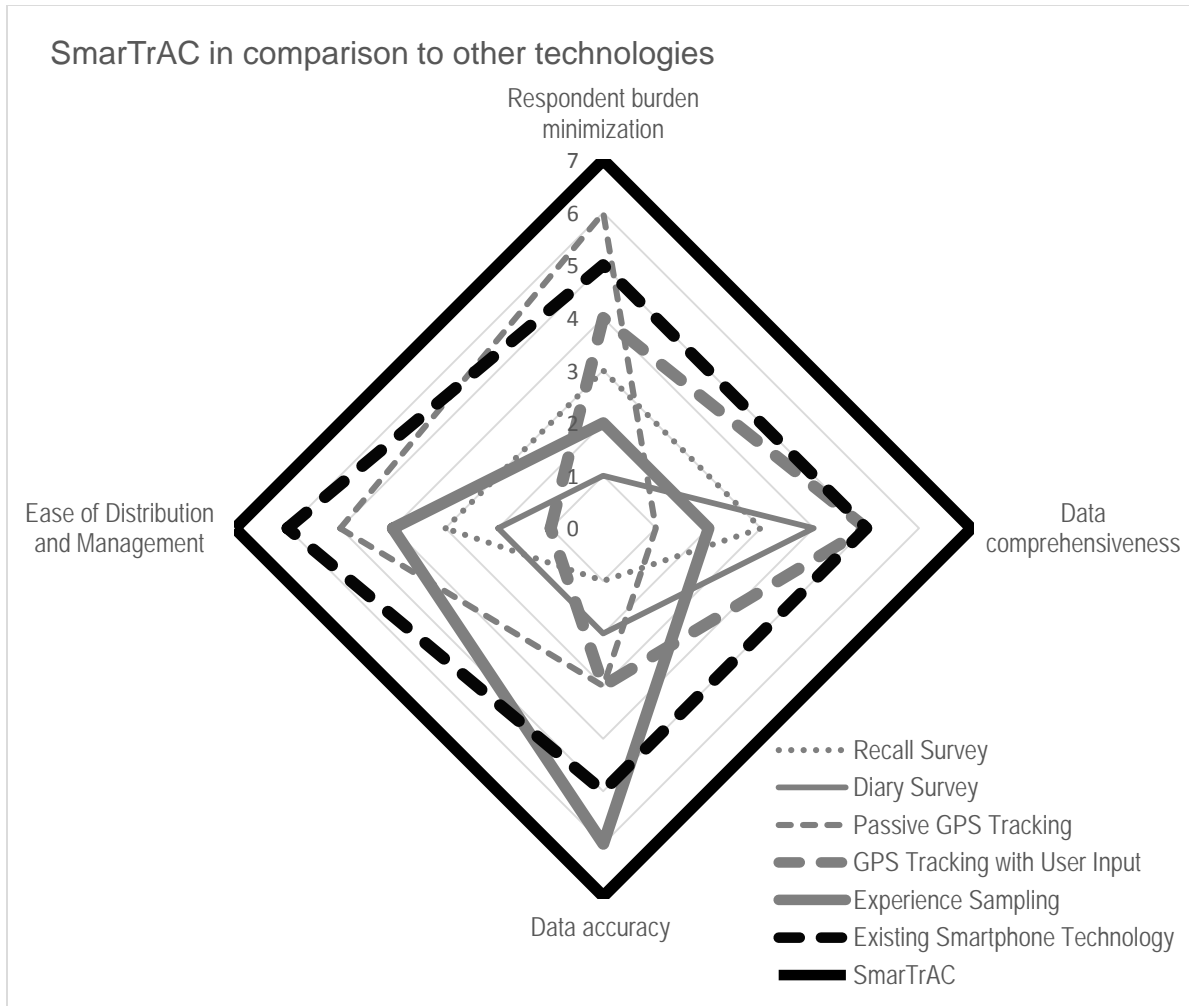 SmarTrAC in comparison to other technologies
Respondent burden
minimization
7
6
5
4
3
2
1
0
Ease of Distribution
and Management
Data
comprehensiveness
Data accuracy
Recall Survey
Diary Survey
Passive GPS Tracking
GPS Tracking with User Input
Experience Sampling
Existing Smartphone Technology
SmarTrAC